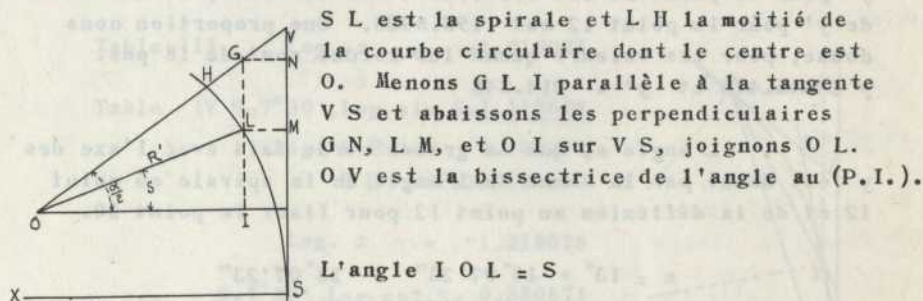 S L est la spirale et L H la moitié de
la courbe circulaire dont le centre est
O. Menons G L I parallèle à la tangente
V S et abaissons les perpendiculaires
G N, L M, et O I sur V S, joignons O L.
O V est la bissectrice de l'angle au (P.I.).
L'angle I O L = S
V
G
N
H
L
M
R'
α/2
S
O
I
X
S